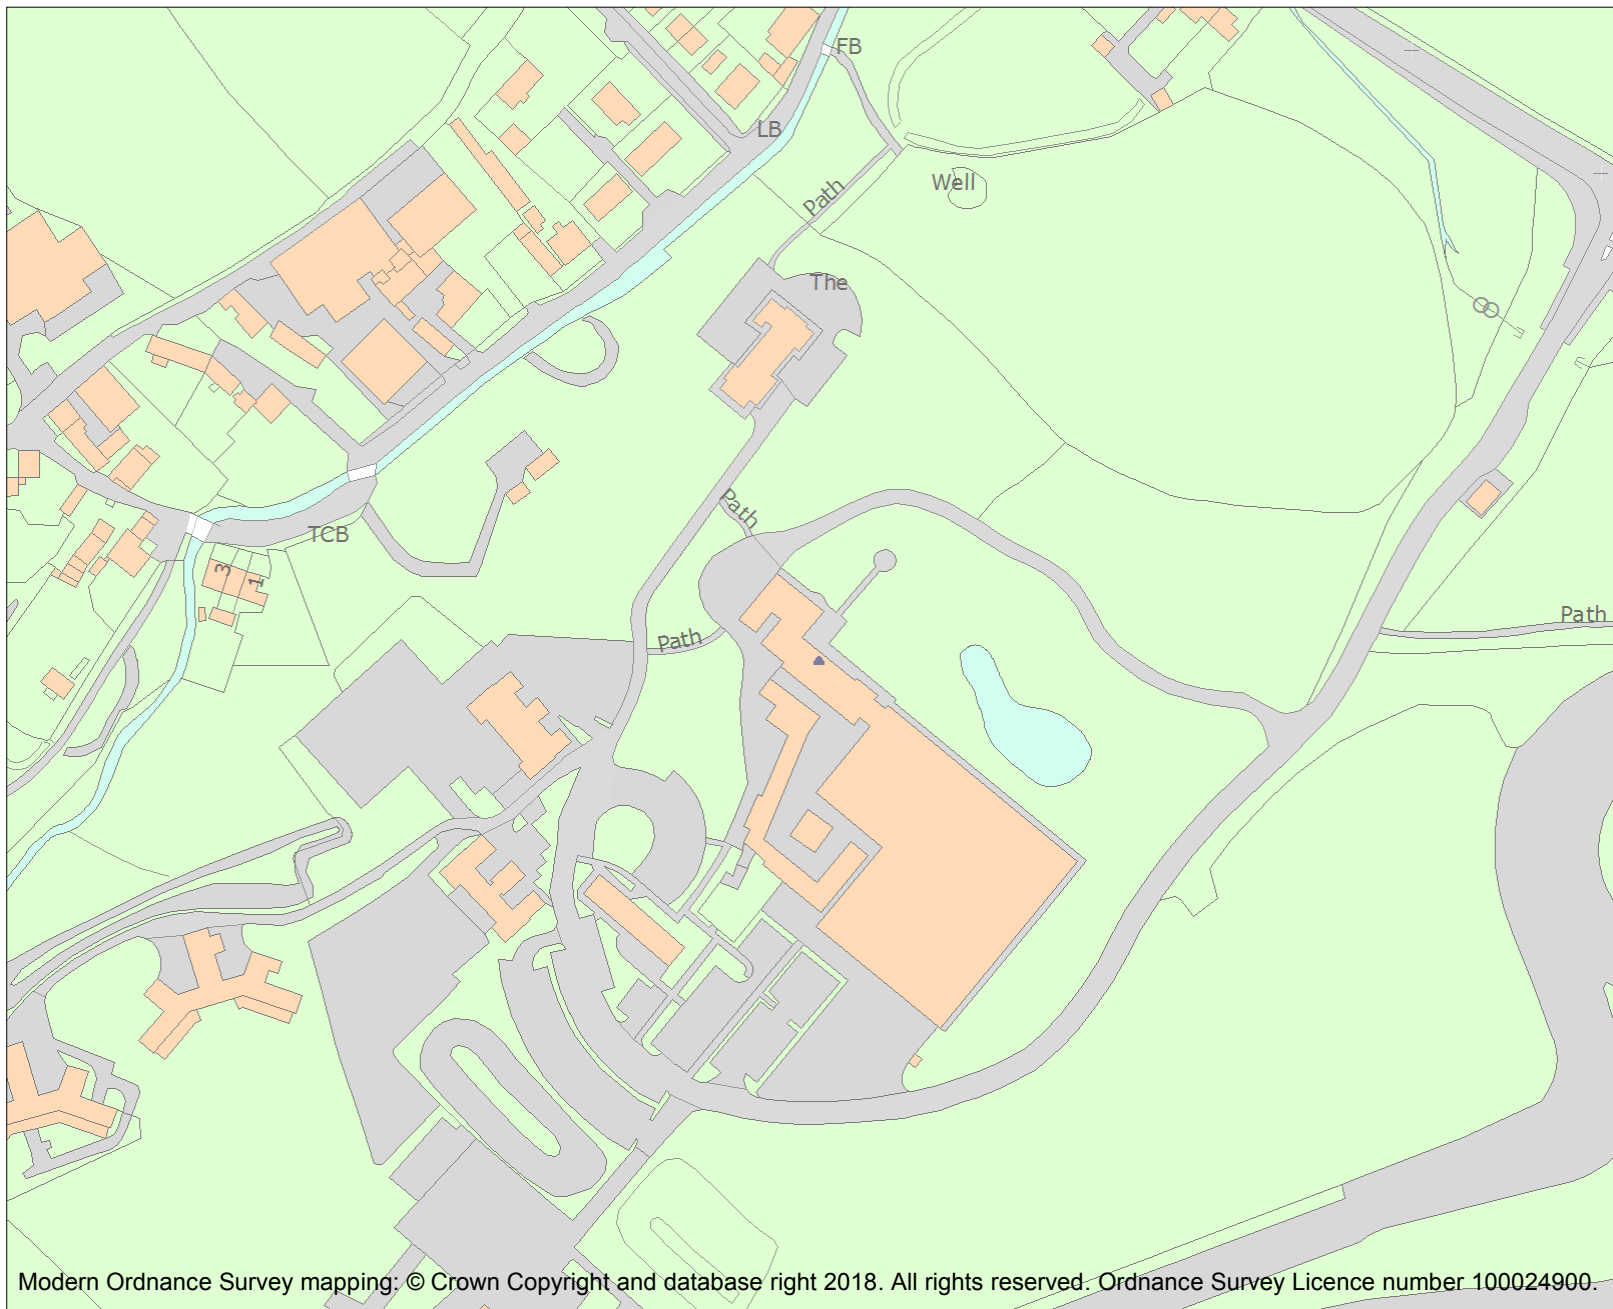 FB
LB
Path
Well
The
Path
TCB
3
1
Path
Path
Modern Ordnance Survey mapping: © Crown Copyright and database right 2018. All rights reserved. Ordnance Survey Licence number 100024900.